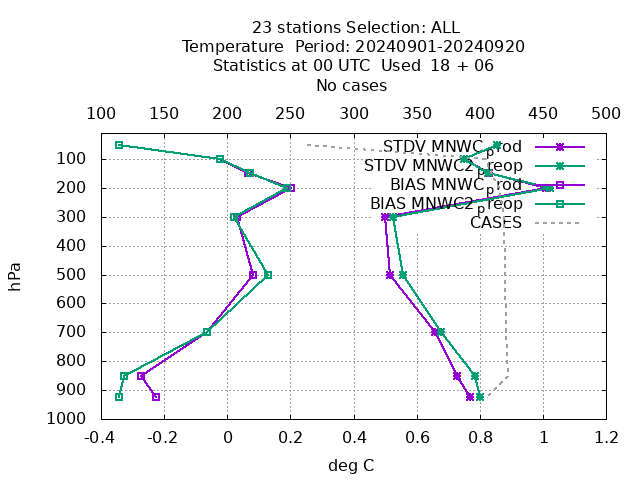 23 stations Selection: ALL
Temperature  Period: 20240901-20240920
Statistics at 00 UTC  Used  18 + 06
No cases
100 150 200 250 300 350 400 450 500
STDV MNWC_prod
STDV MNWC2_preop
BIAS MNWC_prod
BIAS MNWC2_preop
CASES
100
200
300
400
500
600
700
800
900
1000
hPa
-0.4 -0.2 0 0.2 0.4 0.6 0.8 1 1.2
deg C